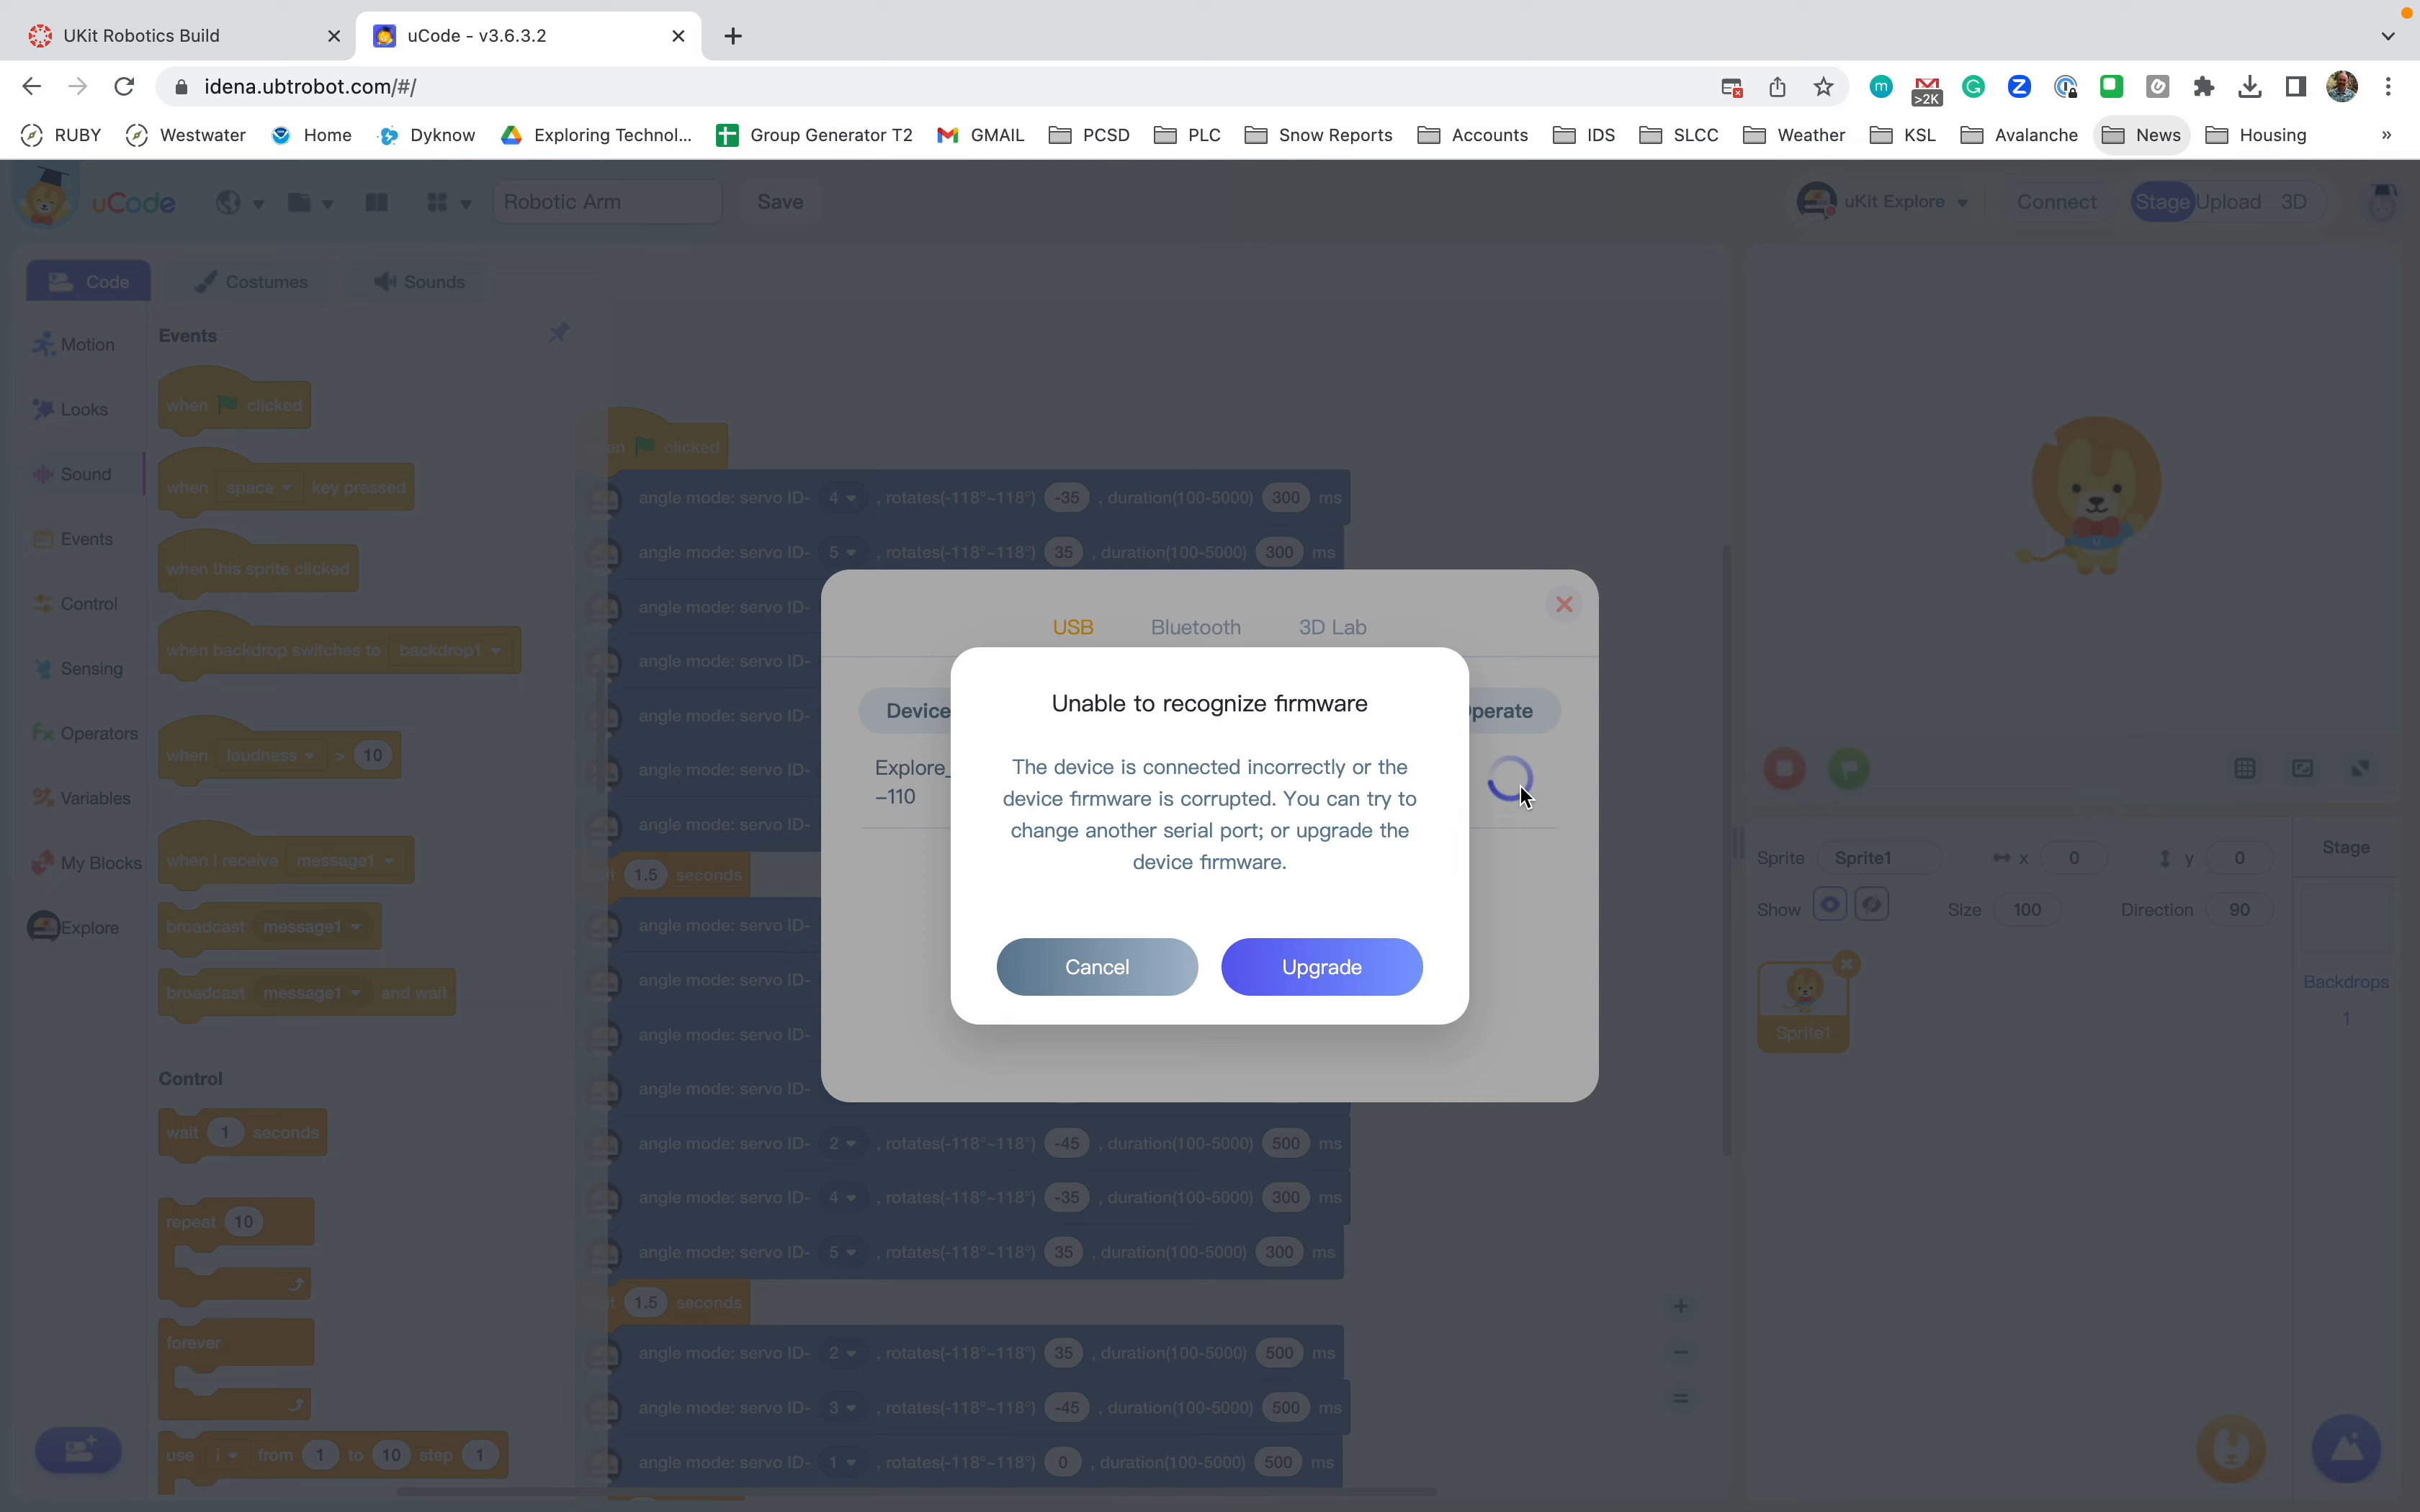 UKit Robotics Build
uCode - v3.6.3.2
idena.ubtrobot.com/#/
>2K
RUBY
Westwater
Home
Dyknow
Exploring Technol...
Group Generator T2
GMAIL
PCSD
PLC
Snow Reports
Accounts
IDS
SLCC
Weather
KSL
Avalanche
News
Housing
»
uCode
Robotic Arm
Save
uKit Explore
Connect
Stage
Upload
3D
Code
Costumes
Sounds
Motion
Looks
Sound
Events
Control
Sensing
Operators
Variables
My Blocks
Explore
Events
when clicked
when space key pressed
when this sprite clicked
when backdrop switches to backdrop1
when loudness > 10
when I receive message1
broadcast message1
broadcast message1 and wait
Control
wait 1 seconds
repeat 10
forever
use i from 1 to 10 step 1
clicked
angle mode: servo ID- 4 , rotates(-118°~118°) -35 , duration(100-5000) 300 ms
angle mode: servo ID- 5 , rotates(-118°~118°) 35 , duration(100-5000) 300 ms
angle mode: servo ID-
angle mode: servo ID-
angle mode: servo ID-
angle mode: servo ID-
angle mode: servo ID-
1.5 seconds
angle mode: servo ID-
angle mode: servo ID-
angle mode: servo ID-
angle mode: servo ID-
angle mode: servo ID- 2 , rotates(-118°~118°) -45 , duration(100-5000) 500 ms
angle mode: servo ID- 4 , rotates(-118°~118°) -35 , duration(100-5000) 300 ms
angle mode: servo ID- 5 , rotates(-118°~118°) 35 , duration(100-5000) 300 ms
1.5 seconds
angle mode: servo ID- 2 , rotates(-118°~118°) 35 , duration(100-5000) 500 ms
angle mode: servo ID- 3 , rotates(-118°~118°) -45 , duration(100-5000) 500 ms
angle mode: servo ID- 1 , rotates(-118°~118°) 0 , duration(100-5000) 500 ms
USB
Bluetooth
3D Lab
Device
perate
Explore_
-110
Unable to recognize firmware
The device is connected incorrectly or the
device firmware is corrupted. You can try to
change another serial port; or upgrade the
device firmware.
Cancel
Upgrade
Sprite Sprite1 x 0 y 0
Show Size 100 Direction 90
Sprite1
Stage
Backdrops
1